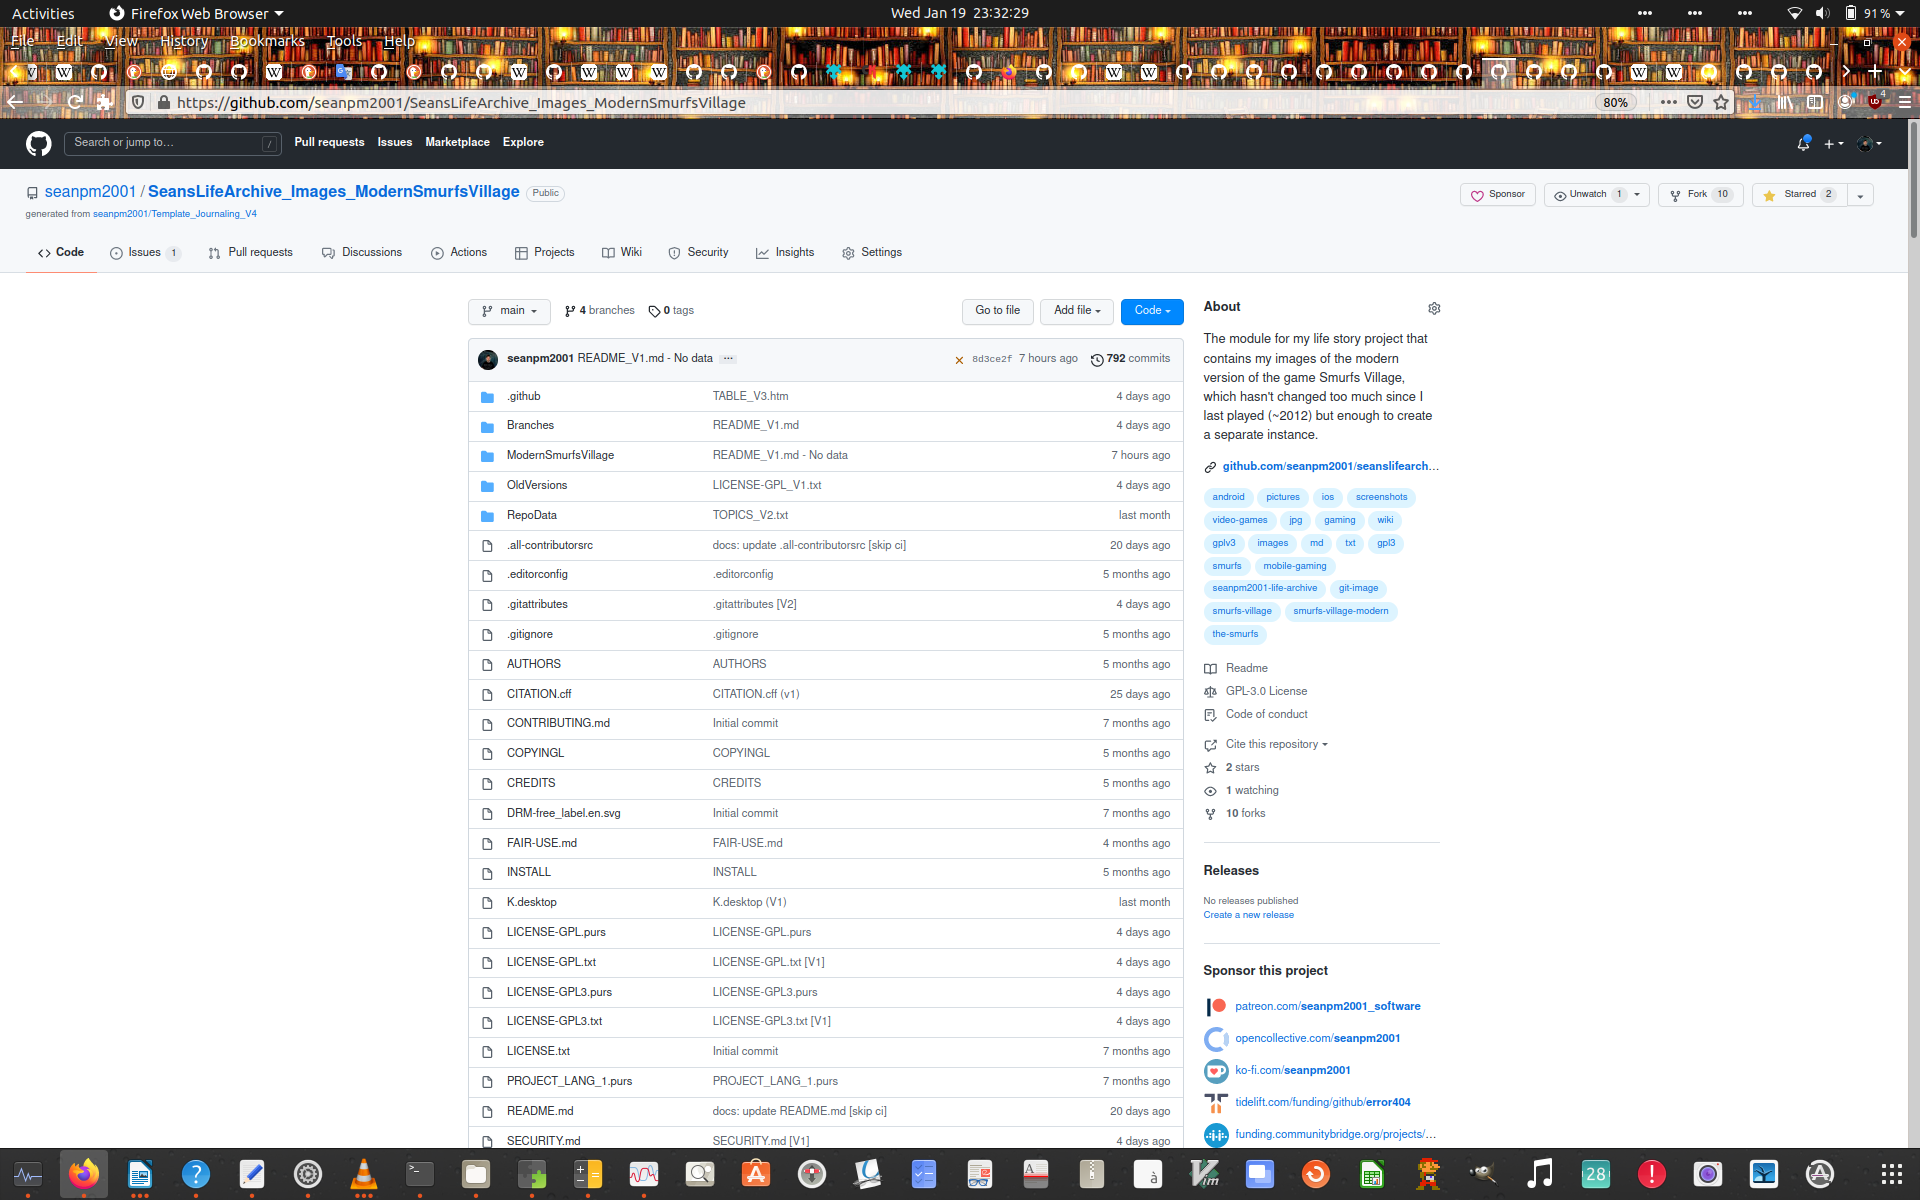 Activities Firefox Web Browser Wed Jan 19 23:32:29 91 %
File Edit View History Bookmarks Tools Help
https://github.com/seanpm2001/SeansLifeArchive_Images_ModernSmurfsVillage 80% 4
Search or jump to… / Pull requests Issues Marketplace Explore
seanpm2001 / SeansLifeArchive_Images_ModernSmurfsVillage Public Sponsor Unwatch 1 Fork 10 Starred 2
generated from seanpm2001/Template_Journaling_V4
Code Issues 1 Pull requests Discussions Actions Projects Wiki Security Insights Settings
main 4 branches 0 tags Go to file Add file Code
seanpm2001 README_V1.md - No data ... 8d3ce2f 7 hours ago 792 commits
.github TABLE_V3.htm 4 days ago
Branches README_V1.md 4 days ago
ModernSmurfsVillage README_V1.md - No data 7 hours ago
OldVersions LICENSE-GPL_V1.txt 4 days ago
RepoData TOPICS_V2.txt last month
.all-contributorsrc docs: update .all-contributorsrc [skip ci] 20 days ago
.editorconfig .editorconfig 5 months ago
.gitattributes .gitattributes [V2] 4 days ago
.gitignore .gitignore 5 months ago
AUTHORS AUTHORS 5 months ago
CITATION.cff CITATION.cff (v1) 25 days ago
CONTRIBUTING.md Initial commit 7 months ago
COPYINGL COPYINGL 5 months ago
CREDITS CREDITS 5 months ago
DRM-free_label.en.svg Initial commit 7 months ago
FAIR-USE.md FAIR-USE.md 4 months ago
INSTALL INSTALL 5 months ago
K.desktop K.desktop (V1) last month
LICENSE-GPL.purs LICENSE-GPL.purs 4 days ago
LICENSE-GPL.txt LICENSE-GPL.txt [V1] 4 days ago
LICENSE-GPL3.purs LICENSE-GPL3.purs 4 days ago
LICENSE-GPL3.txt LICENSE-GPL3.txt [V1] 4 days ago
LICENSE.txt Initial commit 7 months ago
PROJECT_LANG_1.purs PROJECT_LANG_1.purs 7 months ago
README.md docs: update README.md [skip ci] 20 days ago
SECURITY.md SECURITY.md [V1] 4 days ago
About
The module for my life story project that
contains my images of the modern
version of the game Smurfs Village,
which hasn't changed too much since I
last played (~2012) but enough to create
a separate instance.
github.com/seanpm2001/seanslifearch...
android pictures ios screenshots
video-games jpg gaming wiki
gplv3 images md txt gpl3
smurfs mobile-gaming
seanpm2001-life-archive git-image
smurfs-village smurfs-village-modern
the-smurfs
Readme
GPL-3.0 License
Code of conduct
Cite this repository
2 stars
1 watching
10 forks
Releases
No releases published
Create a new release
Sponsor this project
patreon.com/seanpm2001_software
opencollective.com/seanpm2001
ko-fi.com/seanpm2001
tidelift.com/funding/github/error404
funding.communitybridge.org/projects/...
28